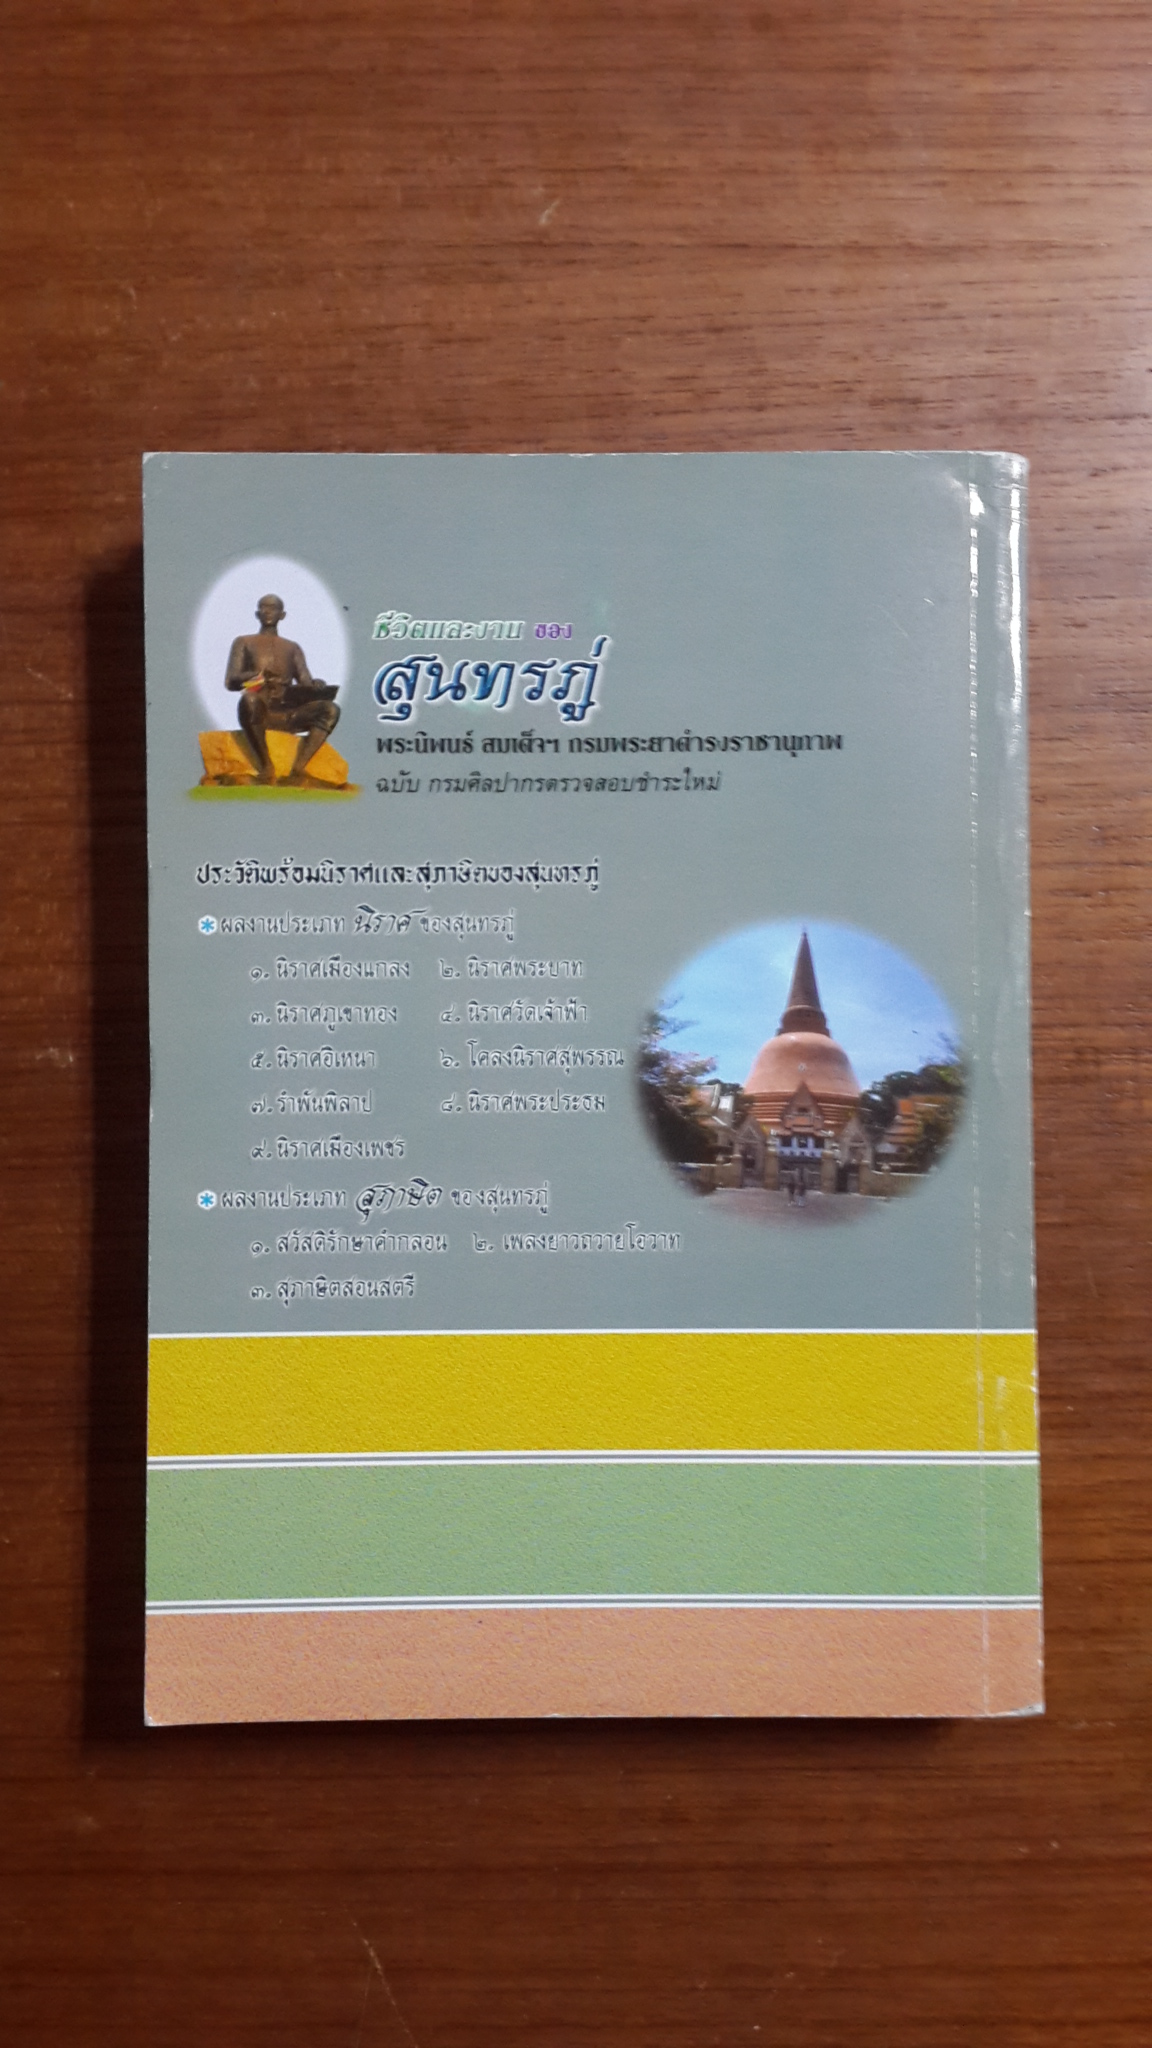 ชีวิตและงาน ของ
สุนทรภู่
พระนิพนธ์ สมเด็จฯ กรมพระยาดำรงราชานุภาพ
ฉบับ กรมศิลปากรตรวจสอบชำระใหม่
ประวัติพร้อมนิราศและสุภาษิตของสุนทรภู่
* ผลงานประเภท นิราศ ของสุนทรภู่
๑. นิราศเมืองแกลง ๒. นิราศพระบาท
๓. นิราศภูเขาทอง ๔. นิราศวัดเจ้าฟ้า
๕. นิราศอิเหนา ๖. โคลงนิราศสุพรรณ
๗. รำพันพิลาป ๘. นิราศพระประธม
๙. นิราศเมืองเพชร
* ผลงานประเภท สุภาษิต ของสุนทรภู่
๑. สวัสดิรักษาคำกลอน ๒. เพลงยาวถวายโอวาท
๓. สุภาษิตสอนสตรี